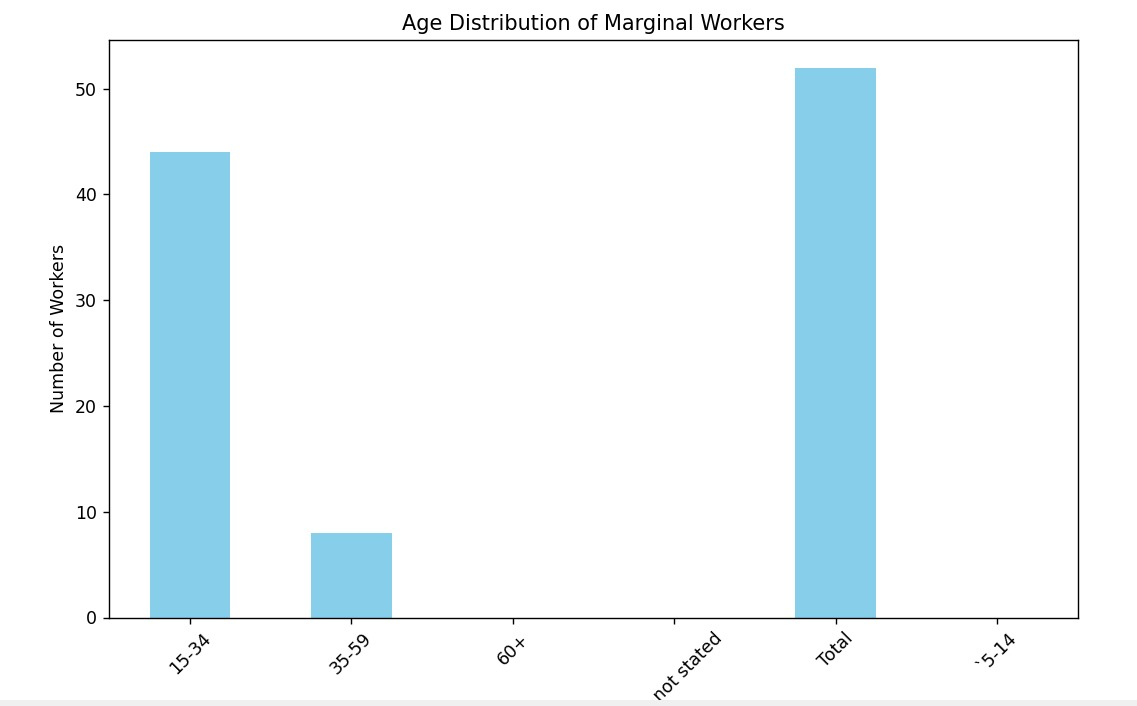 Age Distribution of Marginal Workers
Number of Workers
50
40
30
20
10
0
15-34
35-59
60+
not stated
Total
`5-14